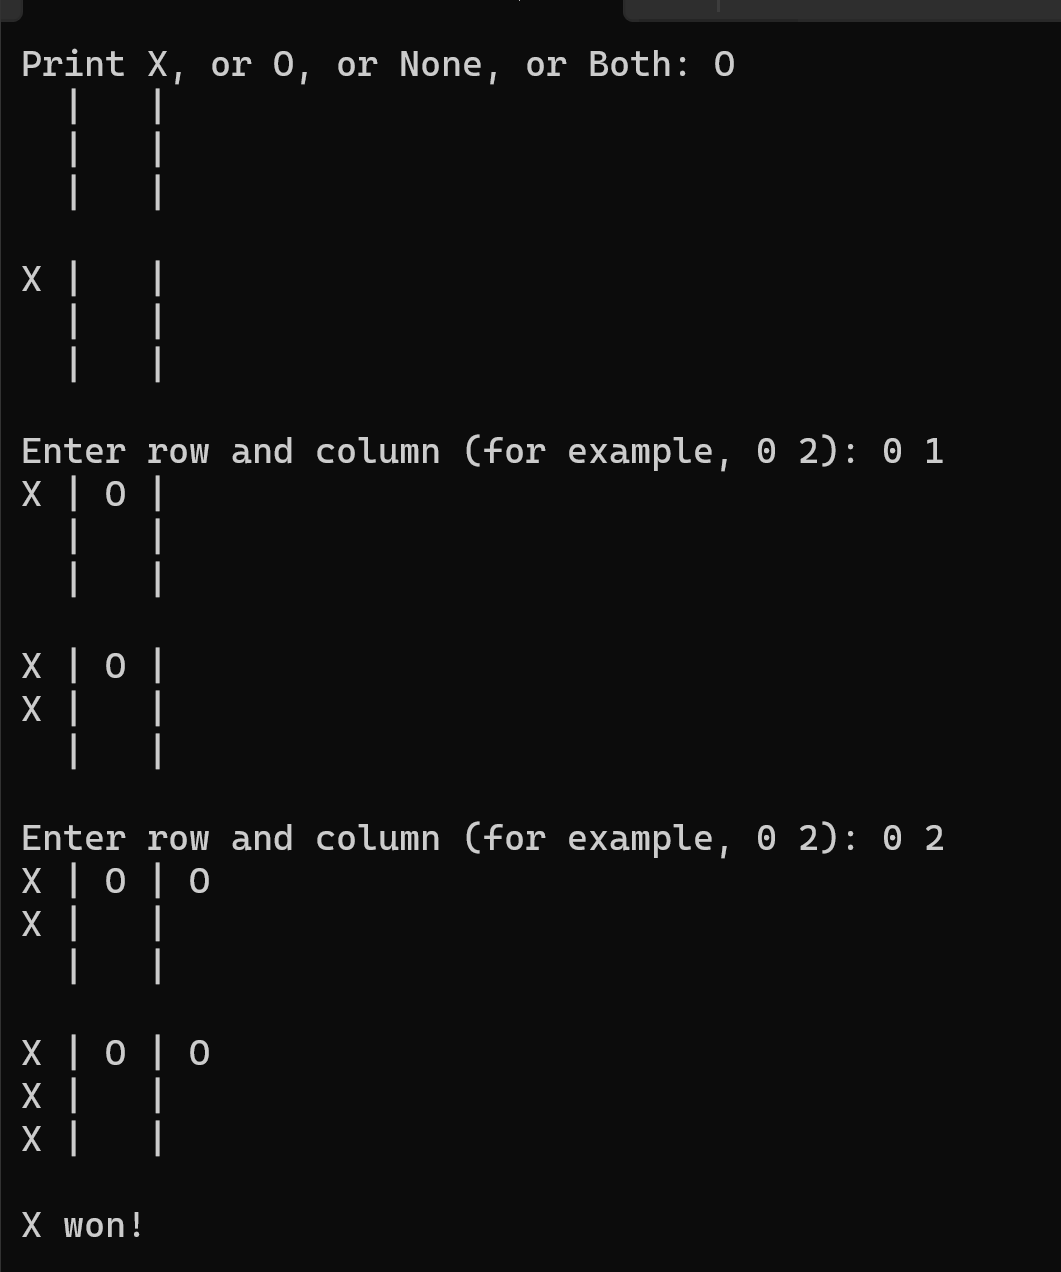 Print X, or O, or None, or Both: O
  |   |
  |   |
  |   |

X |   |
  |   |
  |   |

Enter row and column (for example, 0 2): 0 1
X | O |
  |   |
  |   |

X | O |
X |   |
  |   |

Enter row and column (for example, 0 2): 0 2
X | O | O
X |   |
  |   |

X | O | O
X |   |
X |   |

X won!